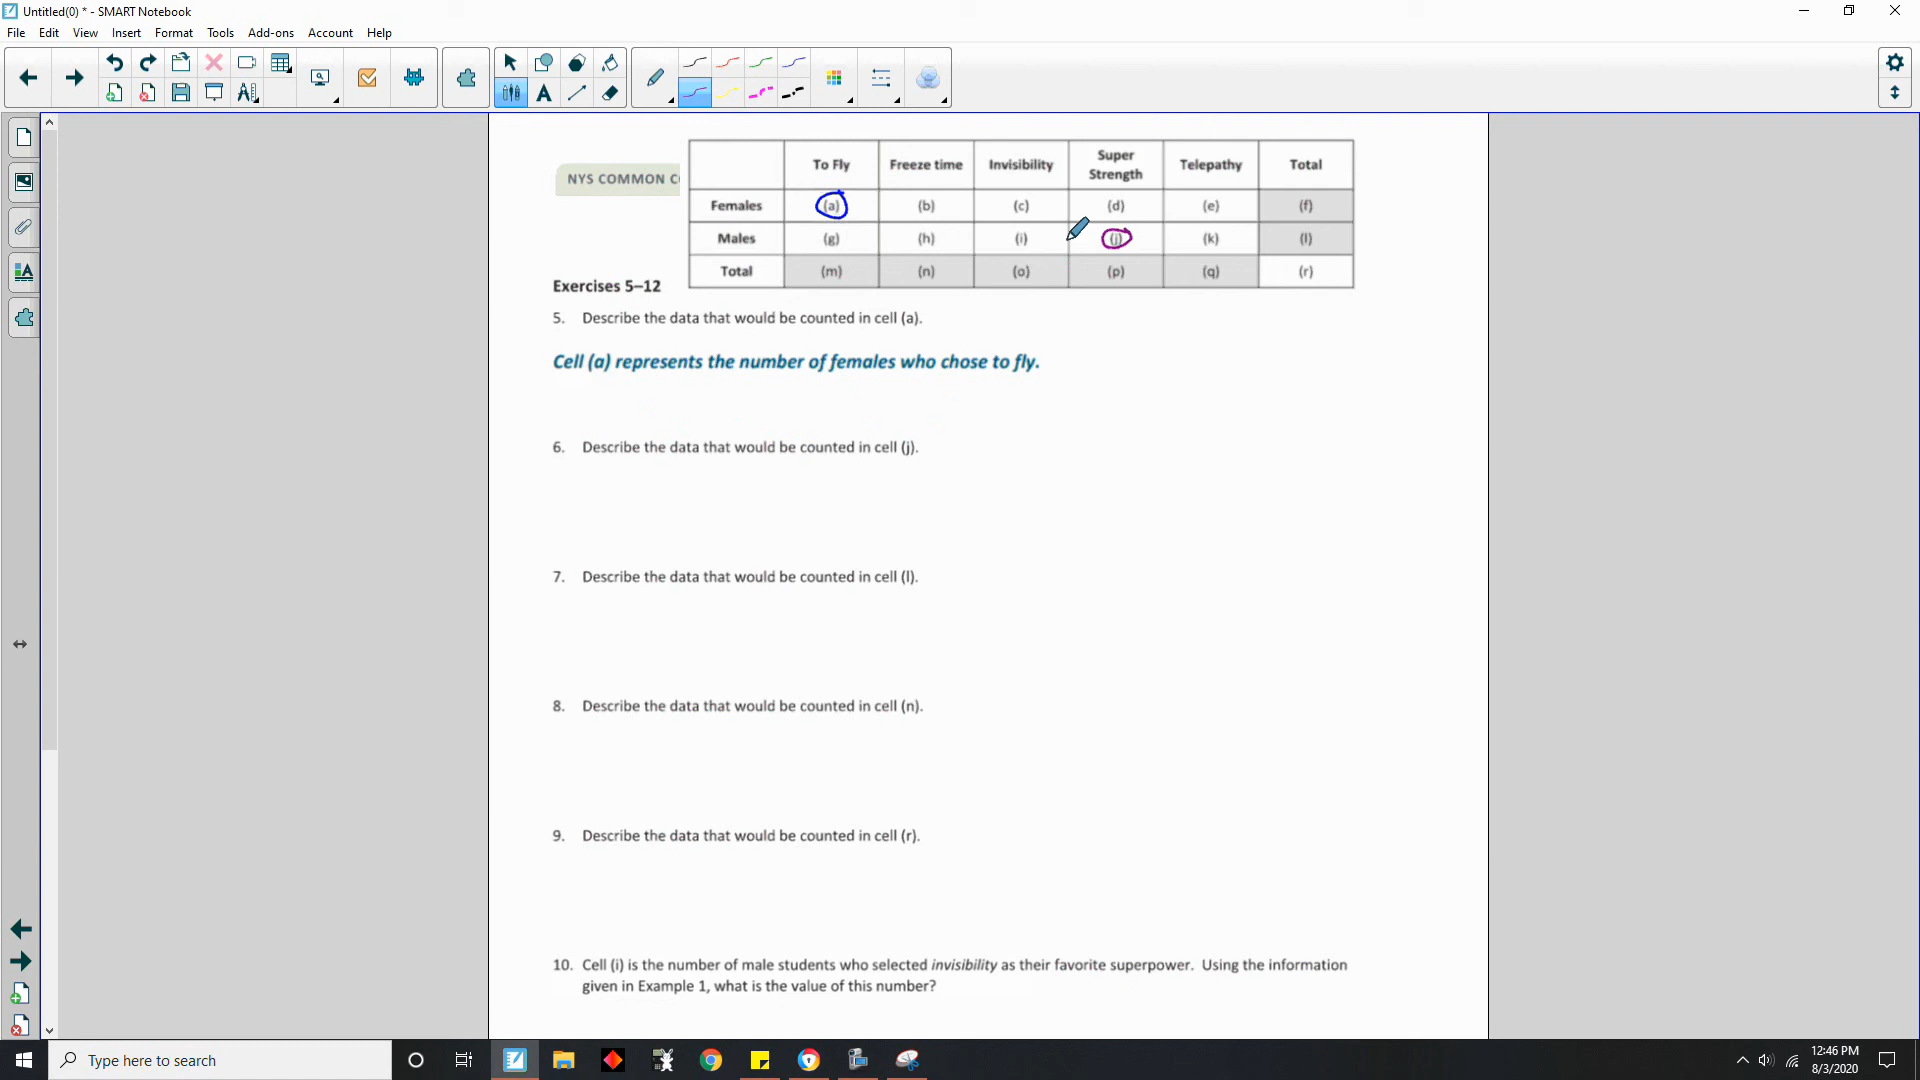 Untitled(0) * - SMART Notebook
File Edit View Insert Format Tools Add-ons Account Help
NYS COMMON C
To Fly Freeze time Invisibility Super Strength Telepathy Total
Females (a) (b) (c) (d) (e) (f)
Males (g) (h) (i) (j) (k) (l)
Total (m) (n) (o) (p) (q) (r)
Exercises 5–12
5. Describe the data that would be counted in cell (a).
Cell (a) represents the number of females who chose to fly.
6. Describe the data that would be counted in cell (j).
7. Describe the data that would be counted in cell (l).
8. Describe the data that would be counted in cell (n).
9. Describe the data that would be counted in cell (r).
10. Cell (i) is the number of male students who selected invisibility as their favorite superpower. Using the information
given in Example 1, what is the value of this number?
Type here to search
12:46 PM
8/3/2020